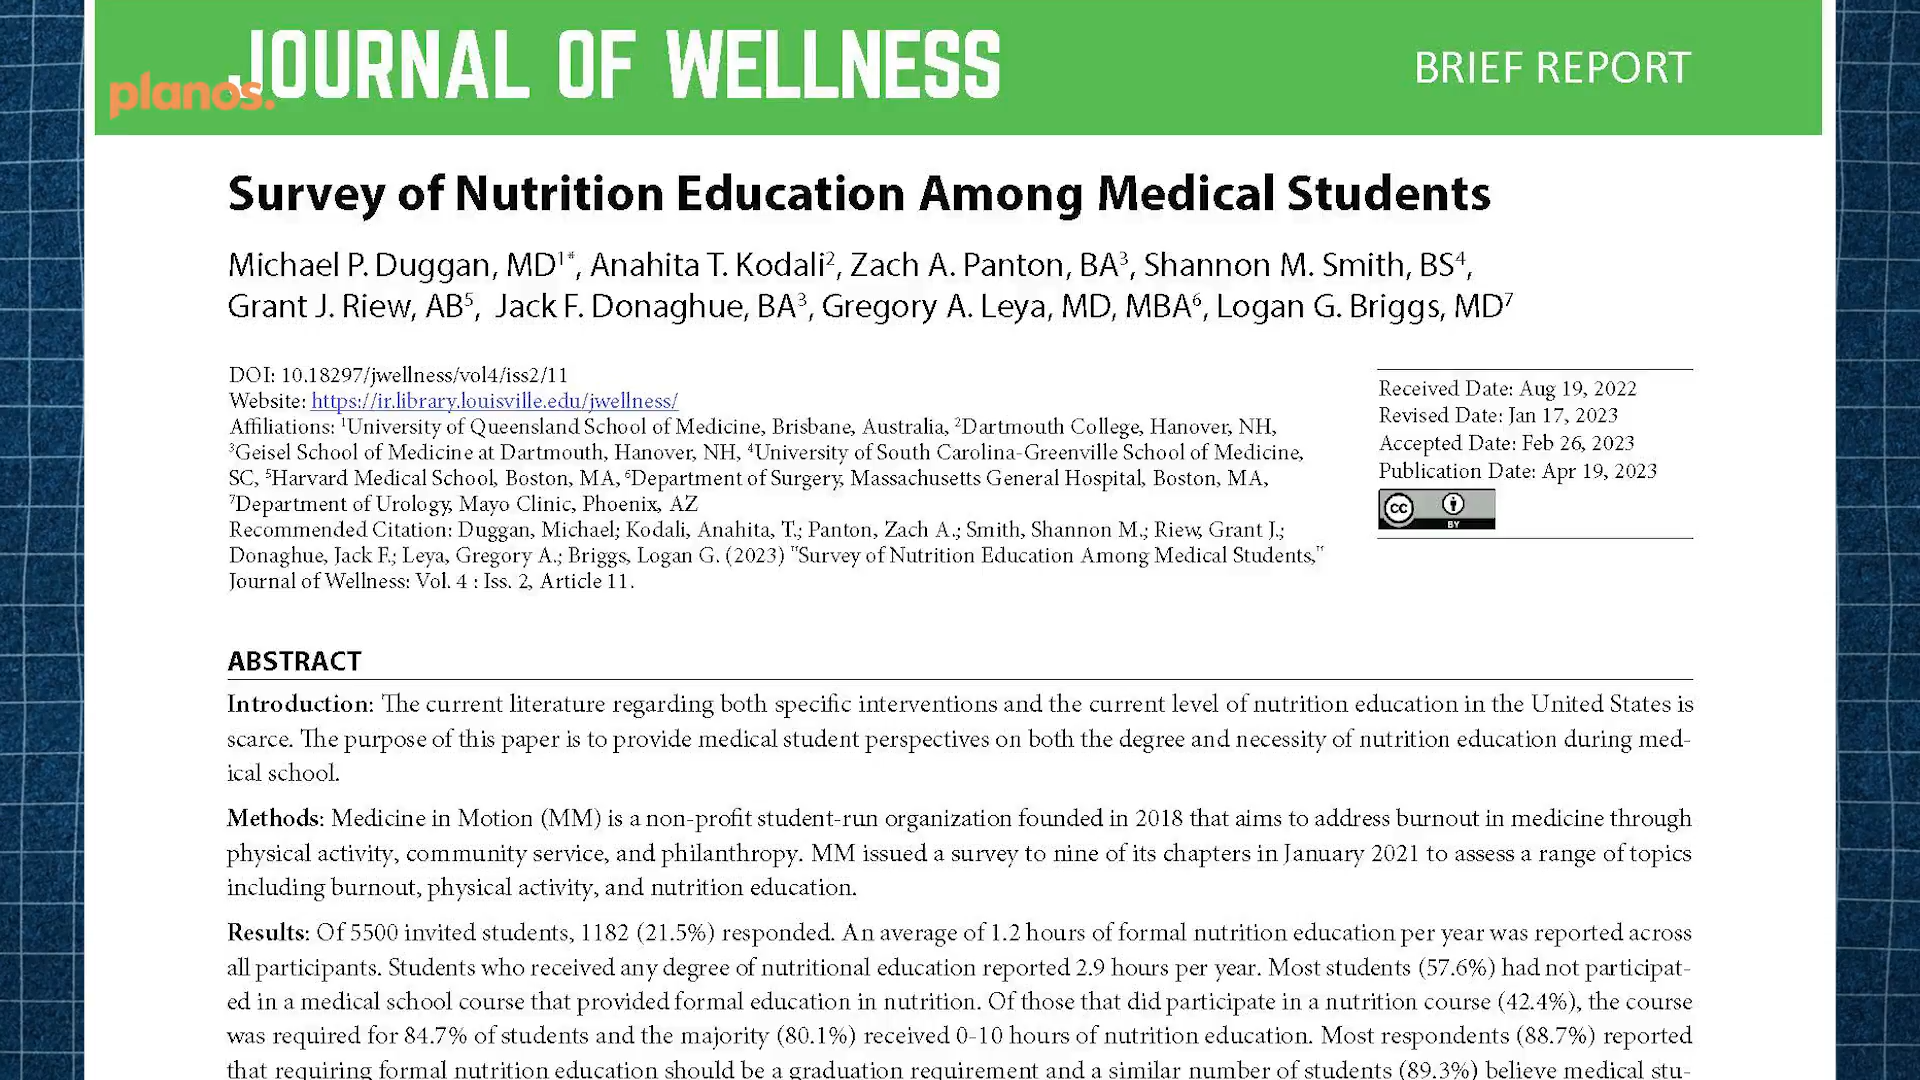 JOURNAL OF WELLNESS
BRIEF REPORT
planos.
Survey of Nutrition Education Among Medical Students
Michael P. Duggan, MD1*, Anahita T. Kodali2, Zach A. Panton, BA3, Shannon M. Smith, BS4,
Grant J. Riew, AB5, Jack F. Donaghue, BA3, Gregory A. Leya, MD, MBA6, Logan G. Briggs, MD7
DOI: 10.18297/jwellness/vol4/iss2/11
Website: https://ir.library.louisville.edu/jwellness/
Affiliations: 1University of Queensland School of Medicine, Brisbane, Australia, 2Dartmouth College, Hanover, NH,
3Geisel School of Medicine at Dartmouth, Hanover, NH, 4University of South Carolina-Greenville School of Medicine,
SC, 5Harvard Medical School, Boston, MA, 6Department of Surgery, Massachusetts General Hospital, Boston, MA,
7Department of Urology, Mayo Clinic, Phoenix, AZ
Recommended Citation: Duggan, Michael; Kodali, Anahita, T.; Panton, Zach A.; Smith, Shannon M.; Riew, Grant J.;
Donaghue, Jack F.; Leya, Gregory A.; Briggs, Logan G. (2023) "Survey of Nutrition Education Among Medical Students,"
Journal of Wellness: Vol. 4 : Iss. 2, Article 11.
Received Date: Aug 19, 2022
Revised Date: Jan 17, 2023
Accepted Date: Feb 26, 2023
Publication Date: Apr 19, 2023
cc
BY
ABSTRACT
Introduction: The current literature regarding both specific interventions and the current level of nutrition education in the United States is
scarce. The purpose of this paper is to provide medical student perspectives on both the degree and necessity of nutrition education during med-
ical school.
Methods: Medicine in Motion (MM) is a non-profit student-run organization founded in 2018 that aims to address burnout in medicine through
physical activity, community service, and philanthropy. MM issued a survey to nine of its chapters in January 2021 to assess a range of topics
including burnout, physical activity, and nutrition education.
Results: Of 5500 invited students, 1182 (21.5%) responded. An average of 1.2 hours of formal nutrition education per year was reported across
all participants. Students who received any degree of nutritional education reported 2.9 hours per year. Most students (57.6%) had not participat-
ed in a medical school course that provided formal education in nutrition. Of those that did participate in a nutrition course (42.4%), the course
was required for 84.7% of students and the majority (80.1%) received 0-10 hours of nutrition education. Most respondents (88.7%) reported
that requiring formal nutrition education should be a graduation requirement and a similar number of students (89.3%) believe medical stu-